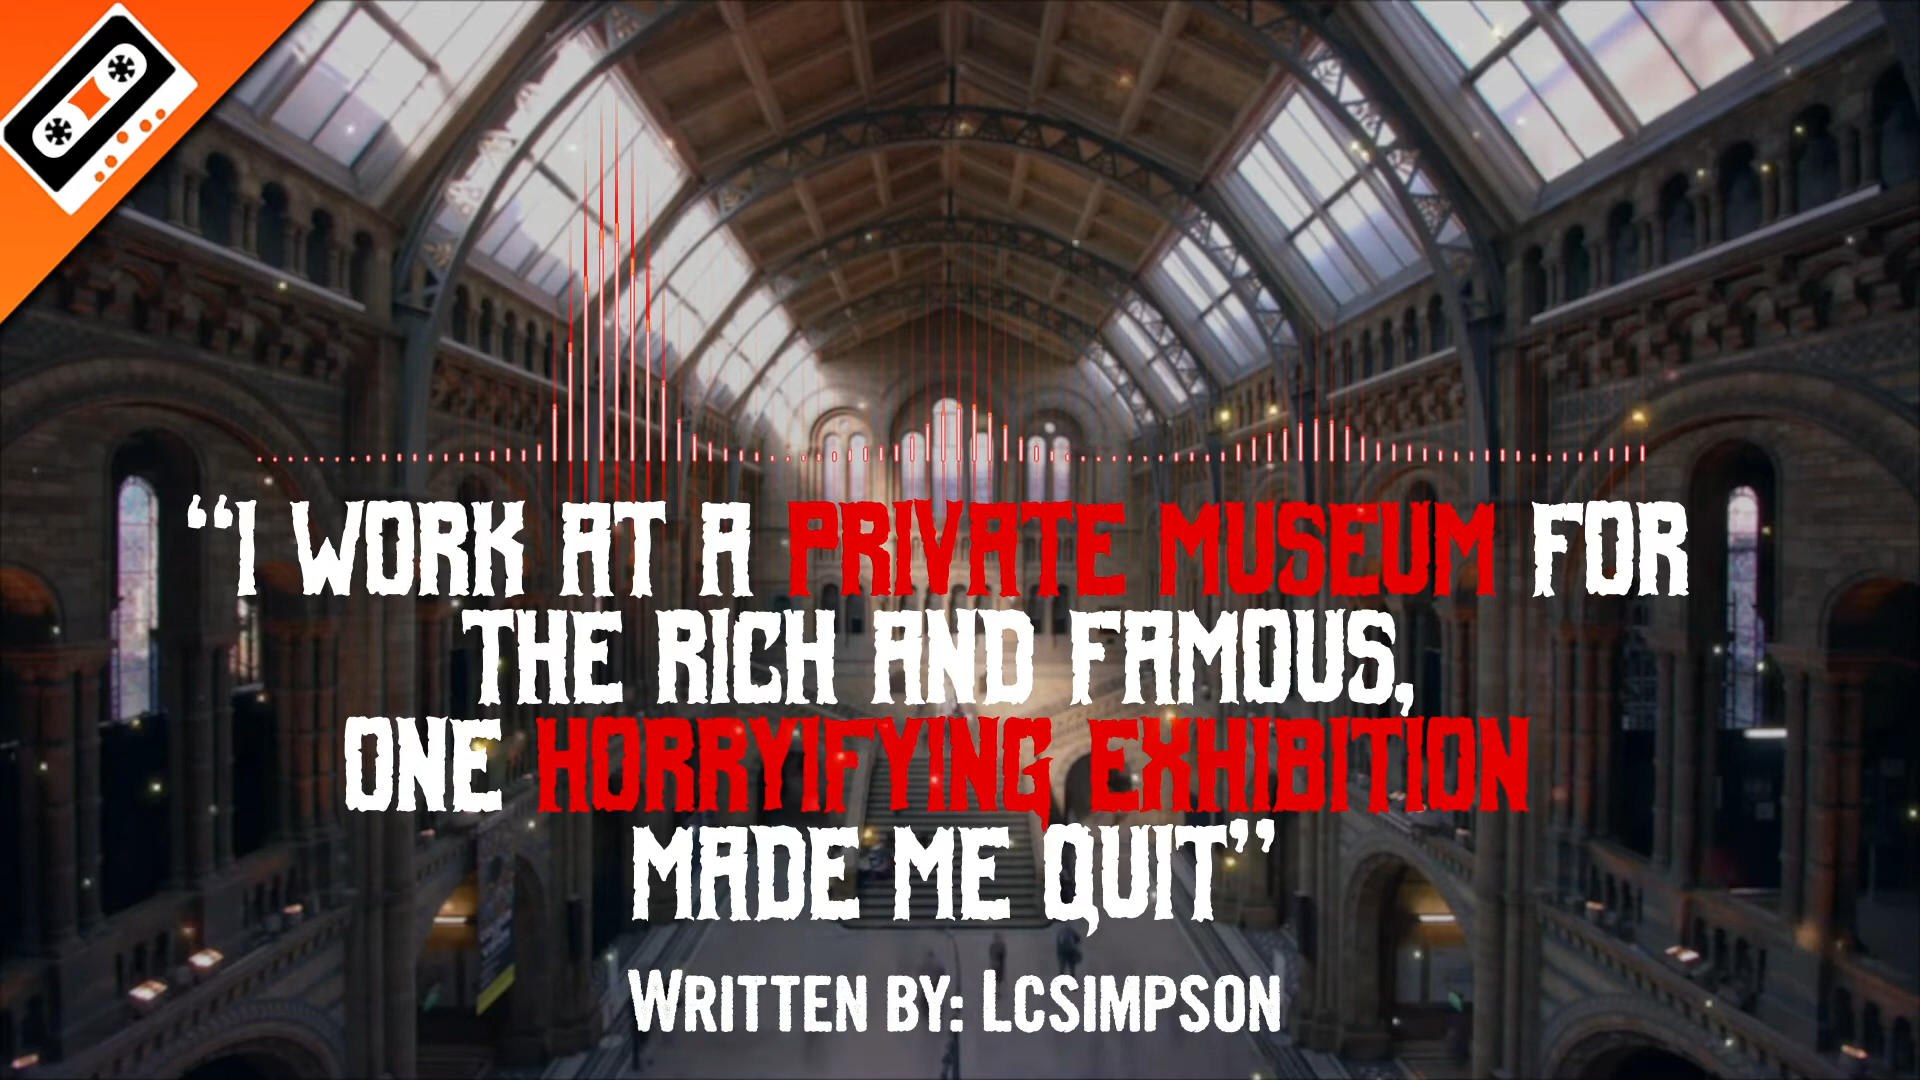 “I WORK AT A PRIVATE MUSEUM FOR
THE RICH AND FAMOUS,
ONE HORRYIFYING EXHIBITION
MADE ME QUIT”
WRITTEN BY: LCSIMPSON